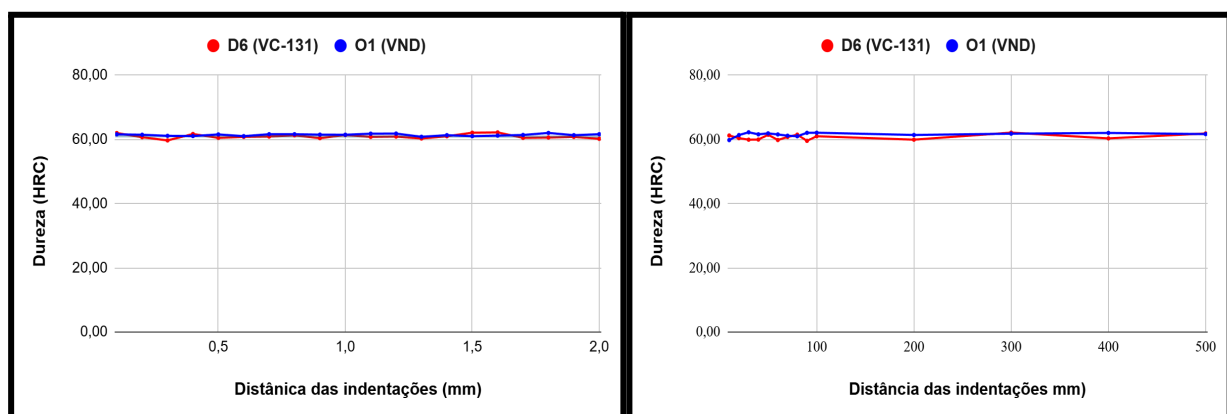 D6 (VC-131) O1 (VND)
80,00
60,00
40,00
20,00
0,00
Dureza (HRC)
0,5 1,0 1,5 2,0
Distânica das indentações (mm)
D6 (VC-131) O1 (VND)
80,00
60,00
40,00
20,00
0,00
Dureza (HRC)
100 200 300 400 500
Distância das indentações mm)